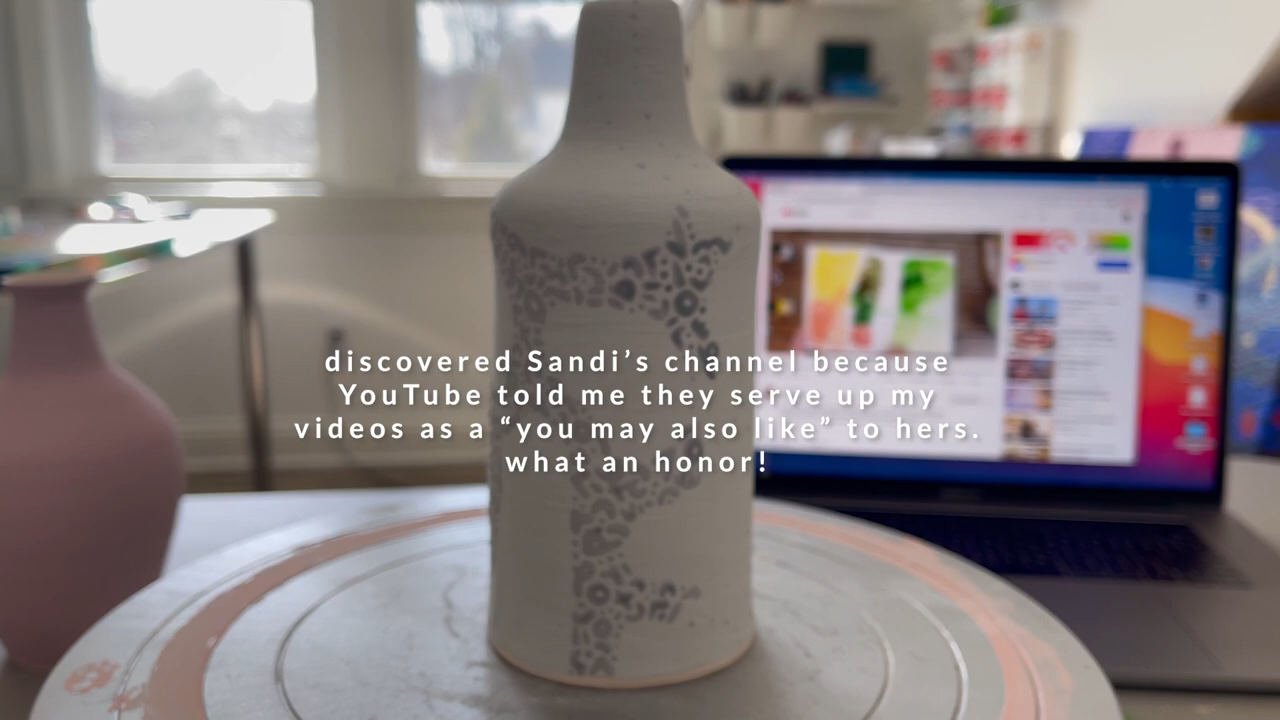 discovered Sandi’s channel because
YouTube told me they serve up my
videos as a “you may also like” to hers.
what an honor!